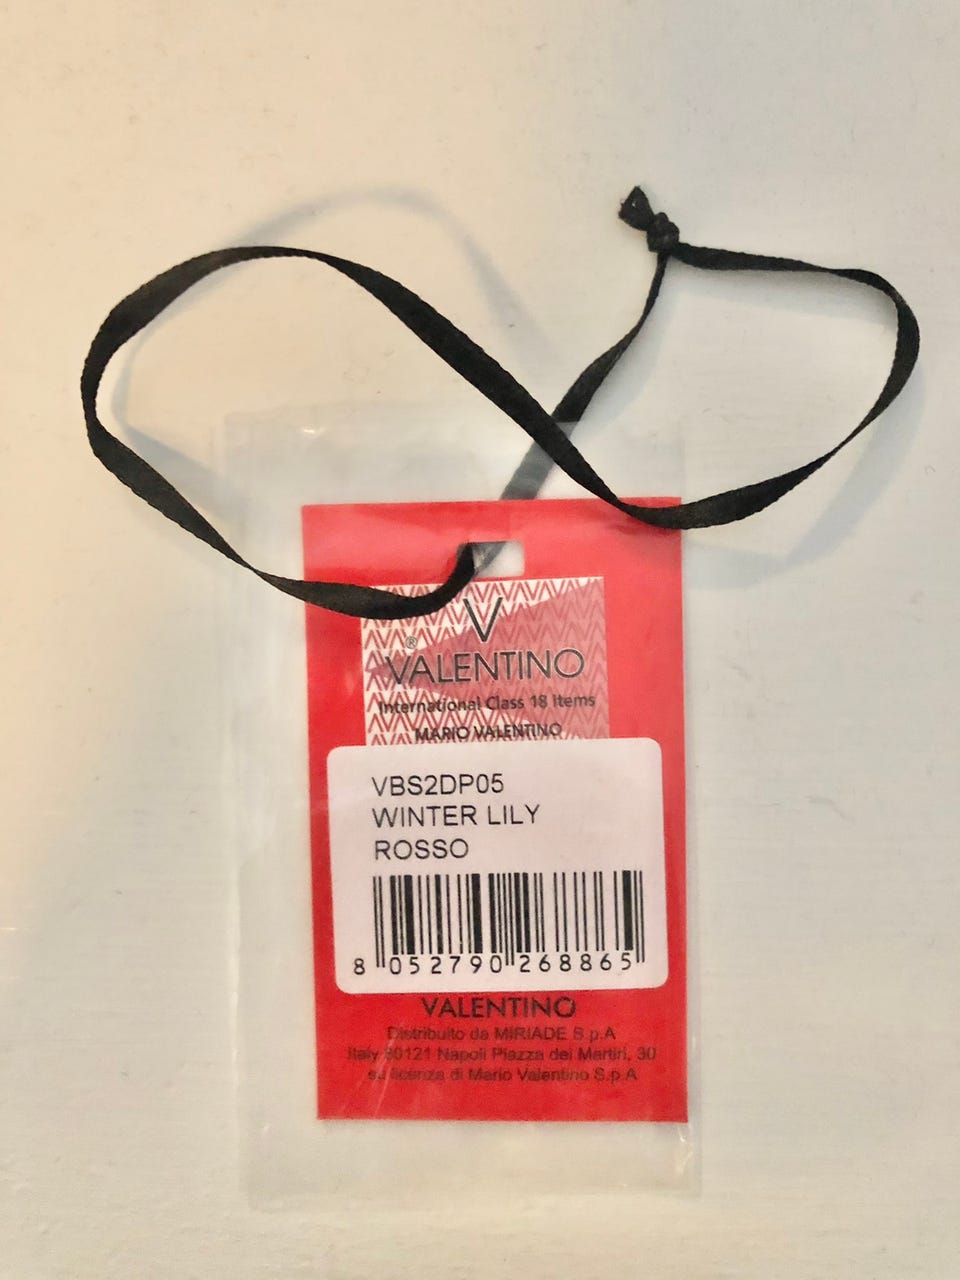 V
VALENTINO ®
International Class 18 Items
MARIO VALENTINO
VBS2DP05
WINTER LILY
ROSSO
8 052790 268865
VALENTINO
Distribuito da MIRIADE S.p.A
Italy 80121 Napoli Piazza dei Martiri, 30
su licenza di Mario Valentino S.p.A